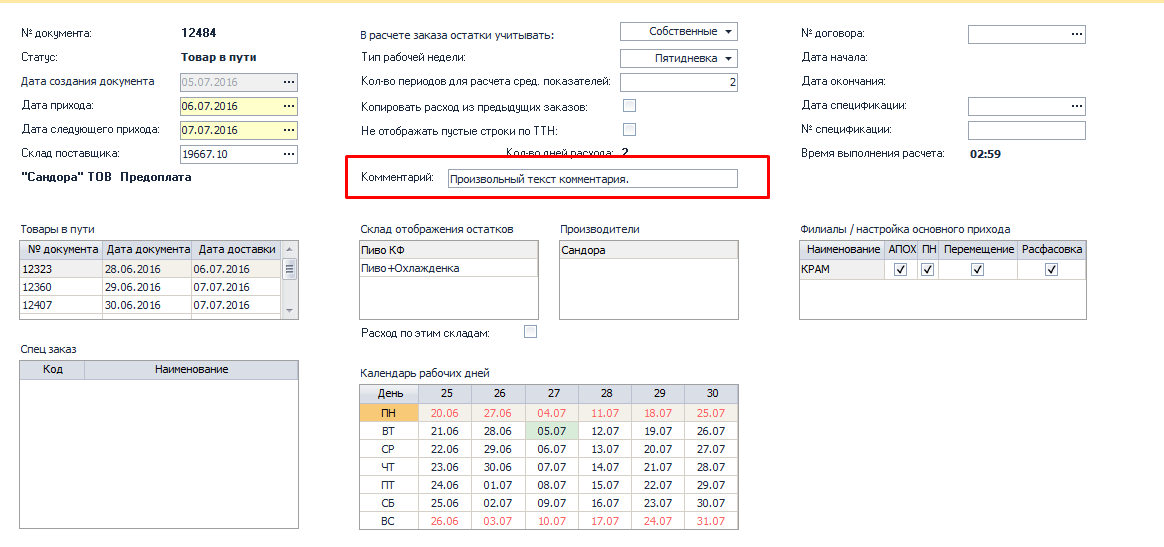 № документа: 12484
Статус: Товар в пути
Дата создания документа 05.07.2016 ...
Дата прихода: 06.07.2016 ...
Дата следующего прихода: 07.07.2016 ...
Склад поставщика: 19667.10 ...
"Сандора" ТОВ Предоплата
В расчете заказа остатки учитывать: Собственные
Тип рабочей недели: Пятидневка
Кол-во периодов для расчета сред. показателей: 2
Копировать расход из предыдущих заказов:
Не отображать пустые строки по ТТН:
Кол-во дней расхода: 2
Комментарий: Произвольный текст комментария.
№ договора: ...
Дата начала:
Дата окончания:
Дата спецификации: ...
№ спецификации:
Время выполнения расчета: 02:59
Товары в пути
№ документа Дата документа Дата доставки
12323 28.06.2016 06.07.2016
12360 29.06.2016 07.07.2016
12407 30.06.2016 07.07.2016
Склад отображения остатков
Пиво КФ
Пиво+Охлажденка
Расход по этим складам:
Производители
Сандора
Филиалы / настройка основного прихода
Наименование АПОХ ПН Перемещение Расфасовка
КРАМ
Спец заказ
Код Наименование
Календарь рабочих дней
День 25 26 27 28 29 30
ПН 20.06 27.06 04.07 11.07 18.07 25.07
ВТ 21.06 28.06 05.07 12.07 19.07 26.07
СР 22.06 29.06 06.07 13.07 20.07 27.07
ЧТ 23.06 30.06 07.07 14.07 21.07 28.07
ПТ 24.06 01.07 08.07 15.07 22.07 29.07
СБ 25.06 02.07 09.07 16.07 23.07 30.07
ВС 26.06 03.07 10.07 17.07 24.07 31.07